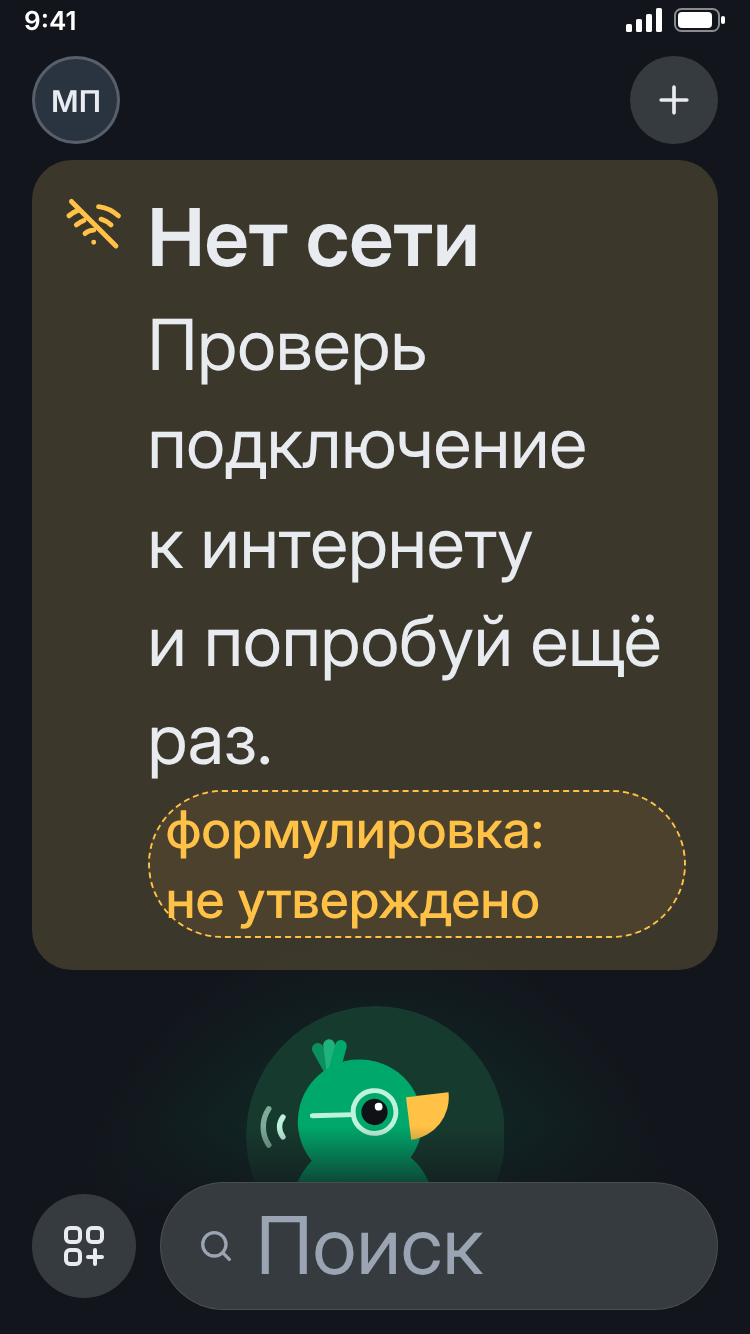 9:41
МП
Нет сети
Проверь
подключение
к интернету
и попробуй ещё
раз.
формулировка:
не утверждено
Поиск